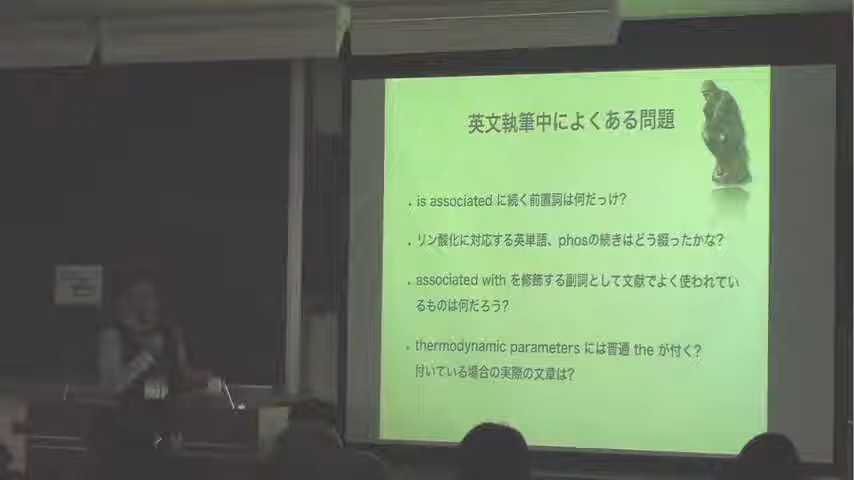 英文執筆中によくある問題
. is associated に続く前置詞は何だっけ?
. リン酸化に対応する英単語、phosの続きはどう綴ったかな?
. associated with を修飾する副詞として文献でよく使われてい
るものは何だろう?
. thermodynamic parameters には普通 the が付く?
付いている場合の実際の文章は?